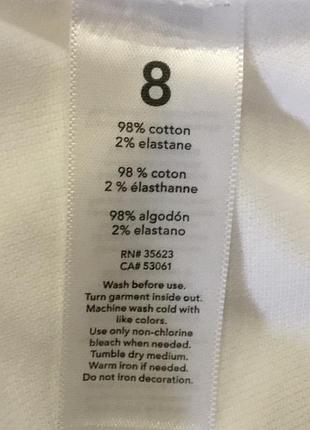 8
98% cotton
2% elastane
98 % coton
2 % élasthanne
98% algodón
2% elastano
RN# 35623
CA# 53061
Wash before use.
Turn garment inside out.
Machine wash cold with
like colors.
Use only non-chlorine
bleach when needed.
Tumble dry medium.
Warm iron if needed.
Do not iron decoration.